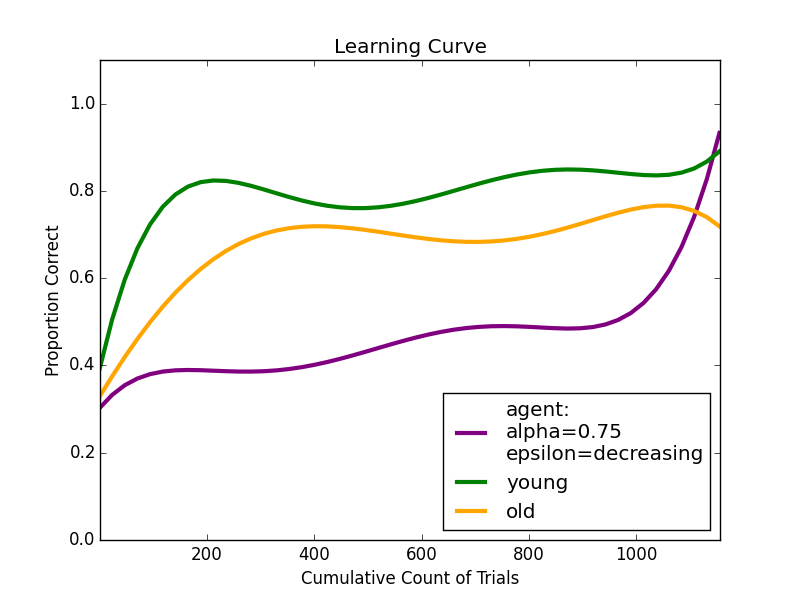 Learning Curve
1.0
0.8
0.6
0.4
0.2
0.0
Proportion Correct
200
400
600
800
1000
Cumulative Count of Trials
agent:
alpha=0.75
epsilon=decreasing
young
old